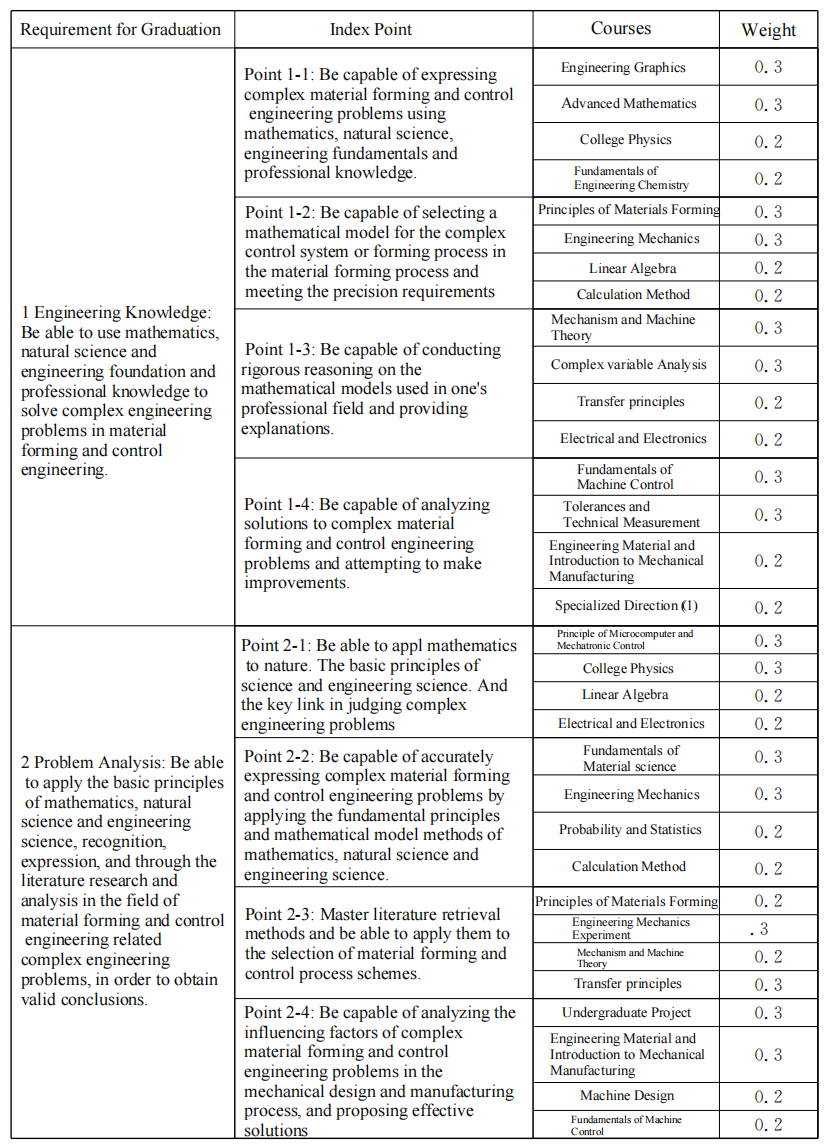 Requirement for Graduation
Index Point
Courses
Weight
1 Engineering Knowledge:
Be able to use mathematics,
natural science and
engineering foundation and
professional knowledge to
solve complex engineering
problems in material
forming and control
engineering.
Point 1-1: Be capable of expressing
complex material forming and control
engineering problems using
mathematics, natural science,
engineering fundamentals and
professional knowledge.
Engineering Graphics
0.3
Advanced Mathematics
0.3
College Physics
0.2
Fundamentals of
Engineering Chemistry
0.2
Point 1-2: Be capable of selecting a
mathematical model for the complex
control system or forming process in
the material forming process and
meeting the precision requirements
Principles of Materials Forming
0.3
Engineering Mechanics
0.3
Linear Algebra
0.2
Calculation Method
0.2
Point 1-3: Be capable of conducting
rigorous reasoning on the
mathematical models used in one's
professional field and providing
explanations.
Mechanism and Machine
Theory
0.3
Complex variable Analysis
0.3
Transfer principles
0.2
Electrical and Electronics
0.2
Point 1-4: Be capable of analyzing
solutions to complex material
forming and control engineering
problems and attempting to make
improvements.
Fundamentals of
Machine Control
0.3
Tolerances and
Technical Measurement
0.3
Engineering Material and
Introduction to Mechanical
Manufacturing
0.2
Specialized Direction (1)
0.2
2 Problem Analysis: Be able
to apply the basic principles
of mathematics, natural
science and engineering
science, recognition,
expression, and through the
literature research and
analysis in the field of
material forming and control
engineering related
complex engineering
problems, in order to obtain
valid conclusions.
Point 2-1: Be able to appl mathematics
to nature. The basic principles of
science and engineering science. And
the key link in judging complex
engineering problems
Principle of Microcomputer and
Mechatronic Control
0.3
College Physics
0.3
Linear Algebra
0.2
Electrical and Electronics
0.2
Point 2-2: Be capable of accurately
expressing complex material forming
and control engineering problems by
applying the fundamental principles
and mathematical model methods of
mathematics, natural science and
engineering science.
Fundamentals of
Material science
0.3
Engineering Mechanics
0.3
Probability and Statistics
0.2
Calculation Method
0.2
Point 2-3: Master literature retrieval
methods and be able to apply them to
the selection of material forming and
control process schemes.
Principles of Materials Forming
0.2
Engineering Mechanics
Experiment
.3
Mechanism and Machine
Theory
0.2
Transfer principles
0.3
Point 2-4: Be capable of analyzing the
influencing factors of complex
material forming and control
engineering problems in the
mechanical design and manufacturing
process, and proposing effective
solutions
Undergraduate Project
0.3
Engineering Material and
Introduction to Mechanical
Manufacturing
0.3
Machine Design
0.2
Fundamentals of Machine
Control
0.2